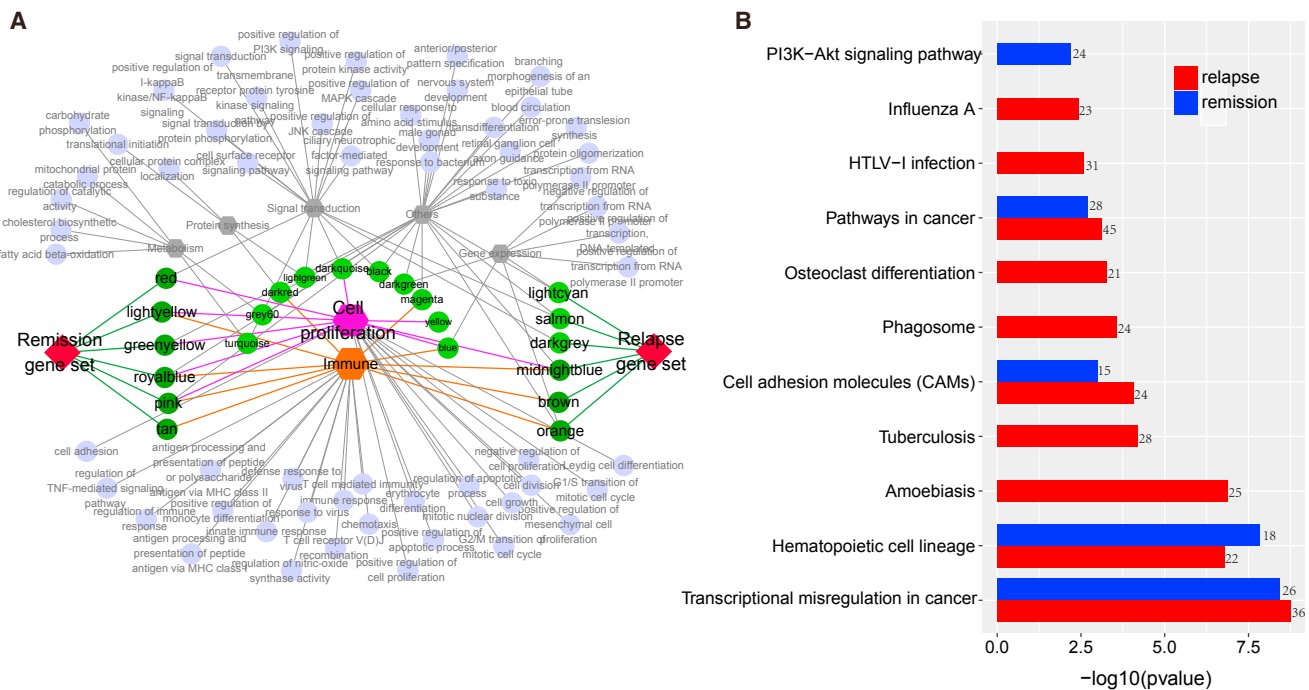 A
positive regulation of
PI3K signaling
signal transduction
positive regulation of
I-kappaB
kinase/NF-kappaB
signaling
transmembrane
receptor protein tyrosine
kinase signaling
pathway
positive regulation of
protein kinase activity
positive regulation of
MAPK cascade
anterior/posterior
pattern specification
nervous system
development
branching
morphogenesis of an
epithelial tube
blood circulation
carbohydrate
phosphorylation
translational initiation
signal transduction by
protein phosphorylation
positive regulation of
JNK cascade
ciliary neurotrophic
factor-mediated
signaling pathway
cellular response to
amino acid stimulus
male gonad
development
response to bacterium
transdifferentiation
error-prone translesion
synthesis
retinal ganglion cell
axon guidance
protein oligomerization
mitochondrial protein
catabolic process
cellular protein complex
localization
cell surface receptor
signaling pathway
response to toxic
substance
transcription from RNA
polymerase II promoter
negative regulation of
transcription from RNA
polymerase II promoter
positive regulation of
transcription,
DNA-templated
positive regulation of
transcription from RNA
polymerase II promoter
regulation of catalytic
activity
cholesterol biosynthetic
process
fatty acid beta-oxidation
Metabolism
Protein synthesis
Signal transduction
Others
Gene expression
red
lightyellow
greenyellow
royalblue
pink
tan
darkred
lightgreen
darkquoise
black
darkgreen
magenta
grey60
turquoise
yellow
blue
Cell
proliferation
Immune
Remission
gene set
lightcyan
salmon
darkgrey
midnightblue
brown
orange
Relapse
gene set
cell adhesion
regulation of
TNF-mediated signaling
pathway
antigen processing and
presentation of peptide
or polysaccharide
antigen via MHC class II
regulation of immune
response
positive regulation of
monocyte differentiation
innate immune response
antigen processing and
presentation of peptide
antigen via MHC class I
defense response to
virus
T cell mediated immunity
immune response
response to virus
chemotaxis
T cell receptor V(D)J
recombination
regulation of nitric-oxide
synthase activity
erythrocyte
differentiation
positive regulation of
apoptotic process
positive regulation of
cell proliferation
regulation of apoptotic
process
mitotic nuclear division
G2/M transition of
mitotic cell cycle
negative regulation of
cell proliferation
cell division
cell growth
Leydig cell differentiation
G1/S transition of
mitotic cell cycle
positive regulation of
mesenchymal cell
proliferation
B
relapse
remission
PI3K−Akt signaling pathway
24
Influenza A
23
HTLV−I infection
31
Pathways in cancer
28
45
Osteoclast differentiation
21
Phagosome
24
Cell adhesion molecules (CAMs)
15
24
Tuberculosis
28
Amoebiasis
25
Hematopoietic cell lineage
18
22
Transcriptional misregulation in cancer
26
36
0.0
2.5
5.0
7.5
−log10(pvalue)